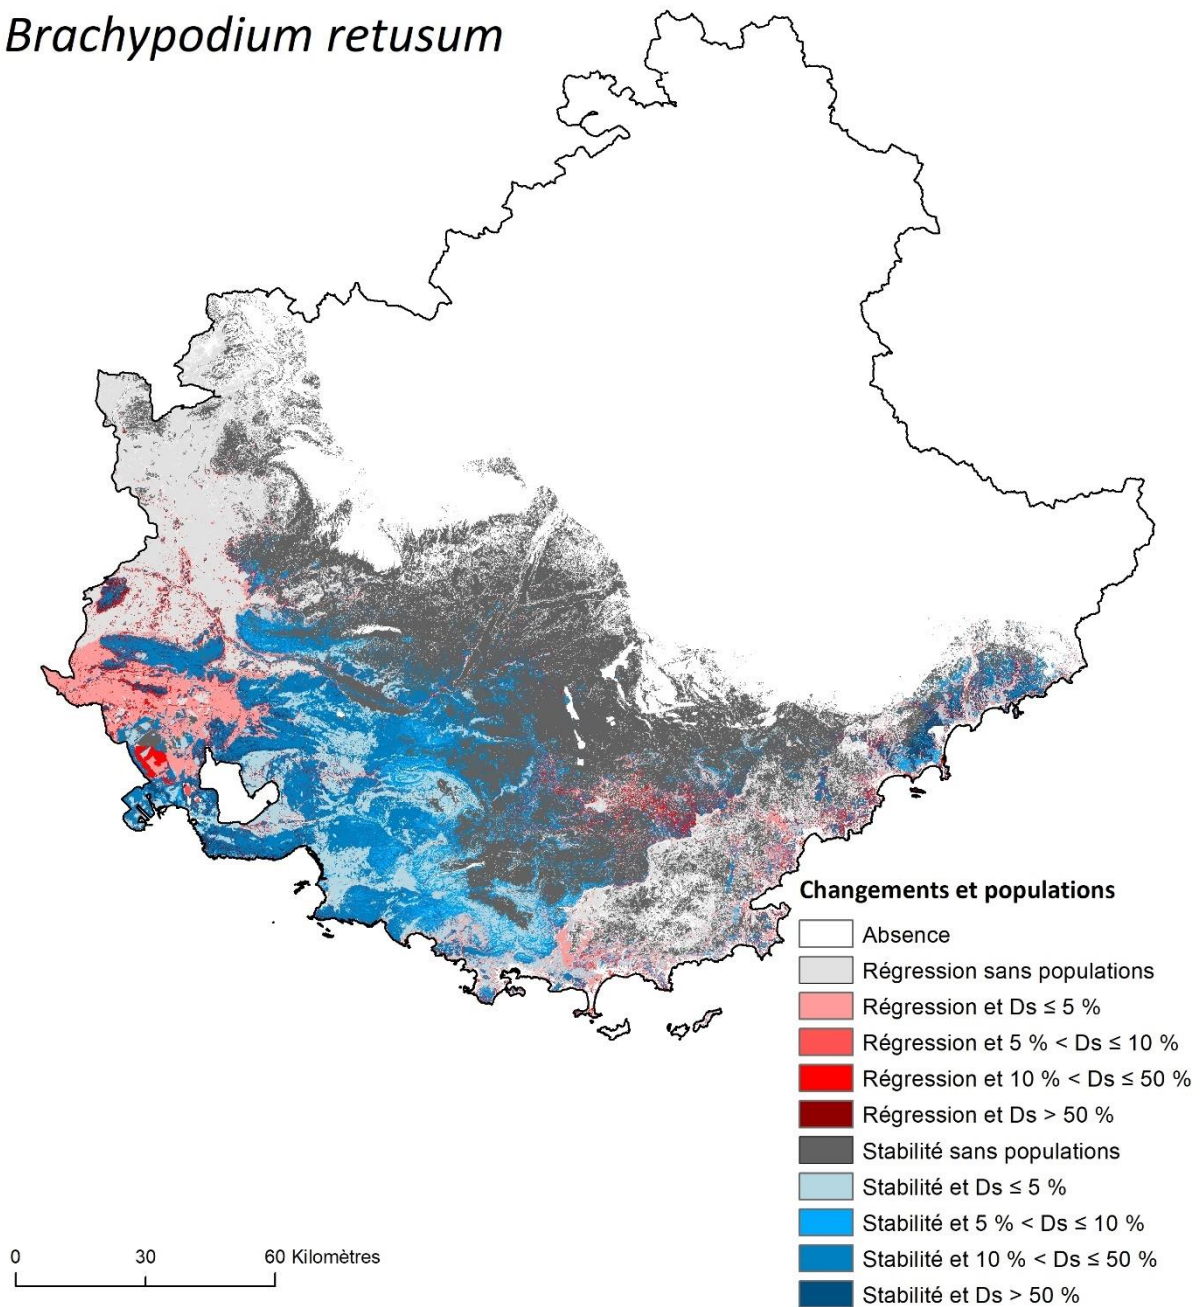 Brachypodium retusum
Changements et populations
Absence
Régression sans populations
Régression et Ds ≤ 5 %
Régression et 5 % < Ds ≤ 10 %
Régression et 10 % < Ds ≤ 50 %
Régression et Ds > 50 %
Stabilité sans populations
Stabilité et Ds ≤ 5 %
Stabilité et 5 % < Ds ≤ 10 %
Stabilité et 10 % < Ds ≤ 50 %
Stabilité et Ds > 50 %
0 30 60 Kilomètres